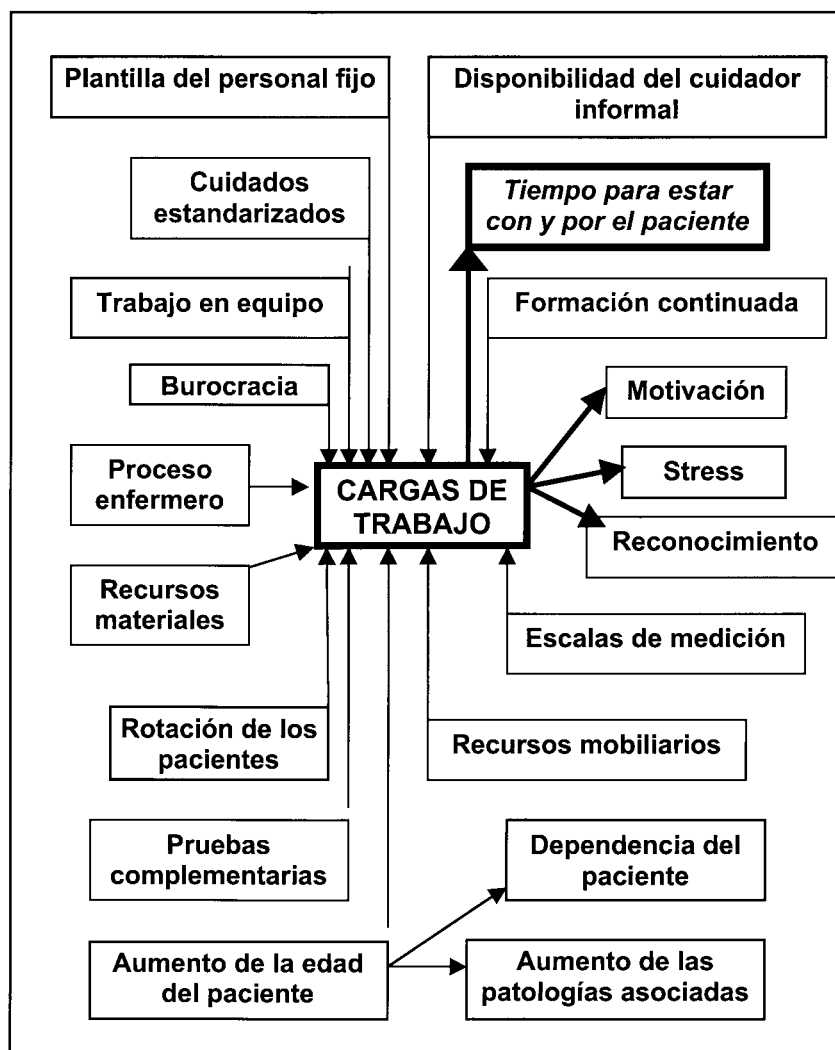 Plantilla del personal fijo
Disponibilidad del cuidador
informal
Cuidados
estandarizados
Tiempo para estar
con y por el paciente
Trabajo en equipo
Formación continuada
Burocracia
Motivación
Proceso
enfermero
CARGAS DE
TRABAJO
Stress
Reconocimiento
Recursos
materiales
Escalas de medición
Rotación de los
pacientes
Recursos mobiliarios
Pruebas
complementarias
Dependencia del
paciente
Aumento de la edad
del paciente
Aumento de las
patologías asociadas